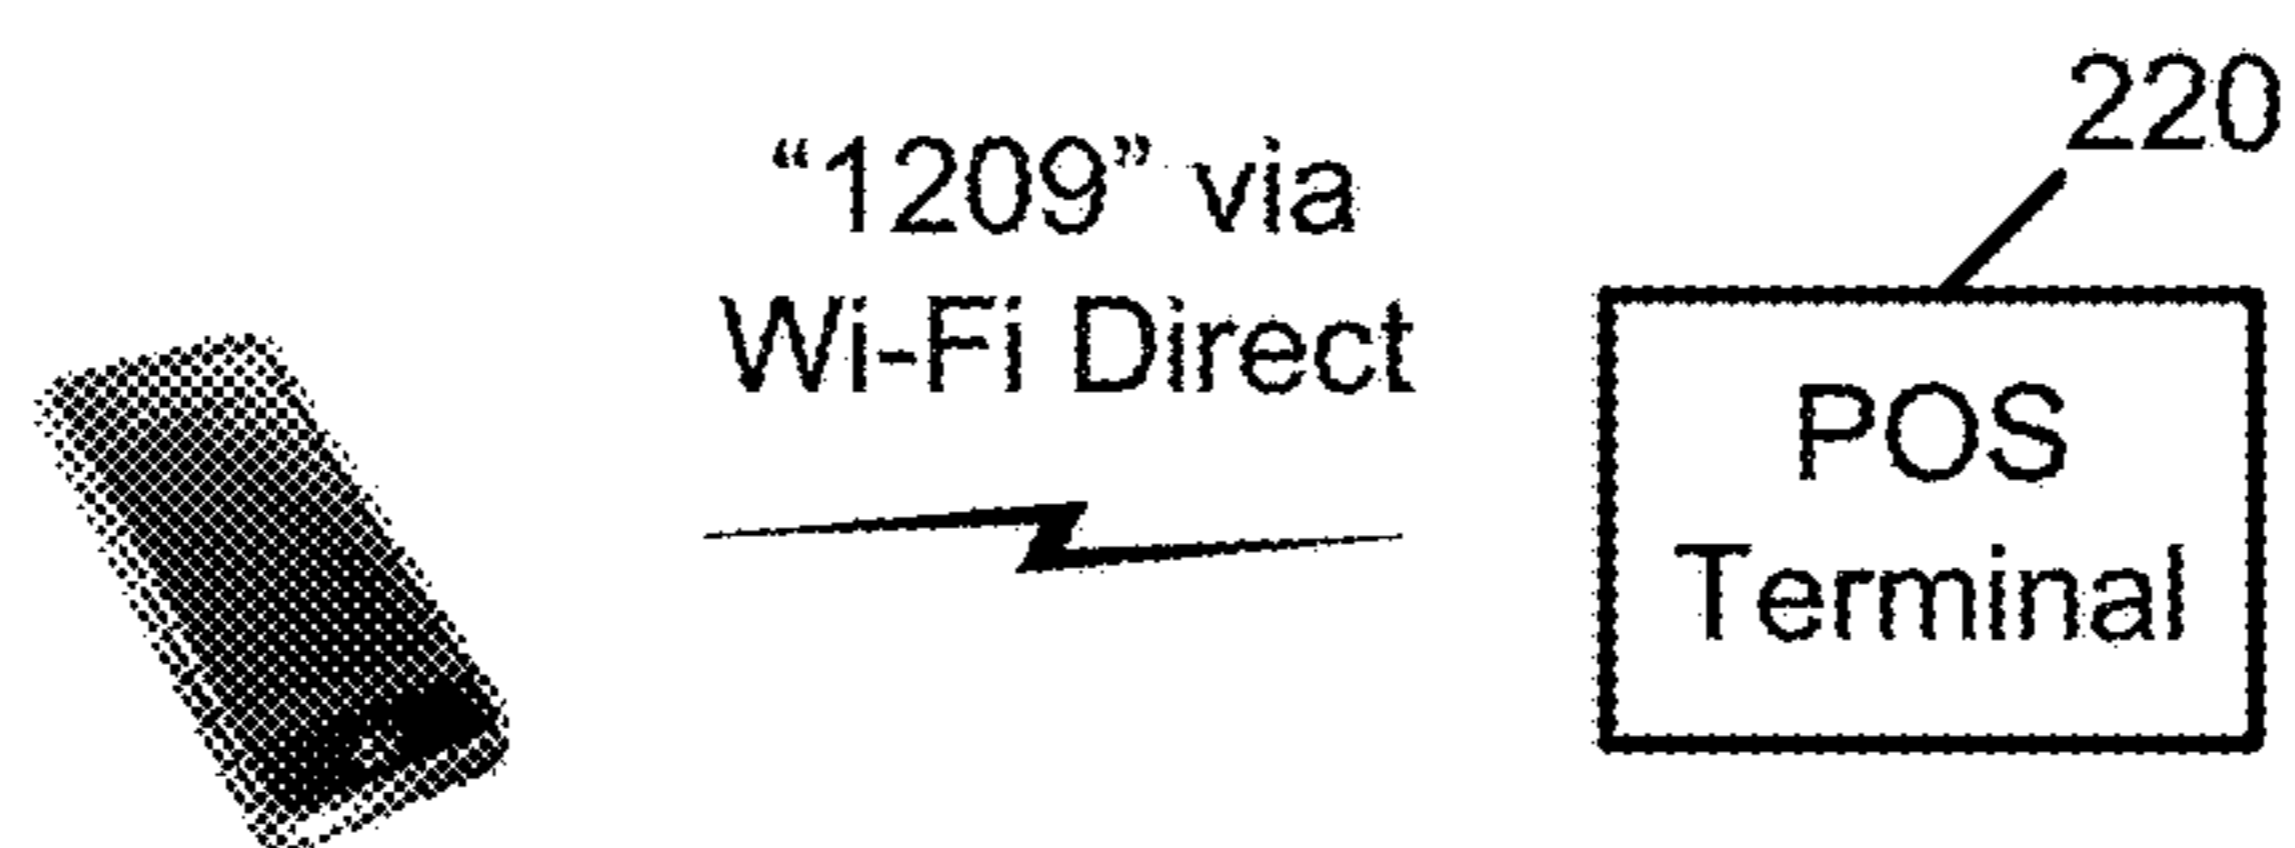 220
“1209” via
Wi-Fi Direct
POS
Terminal